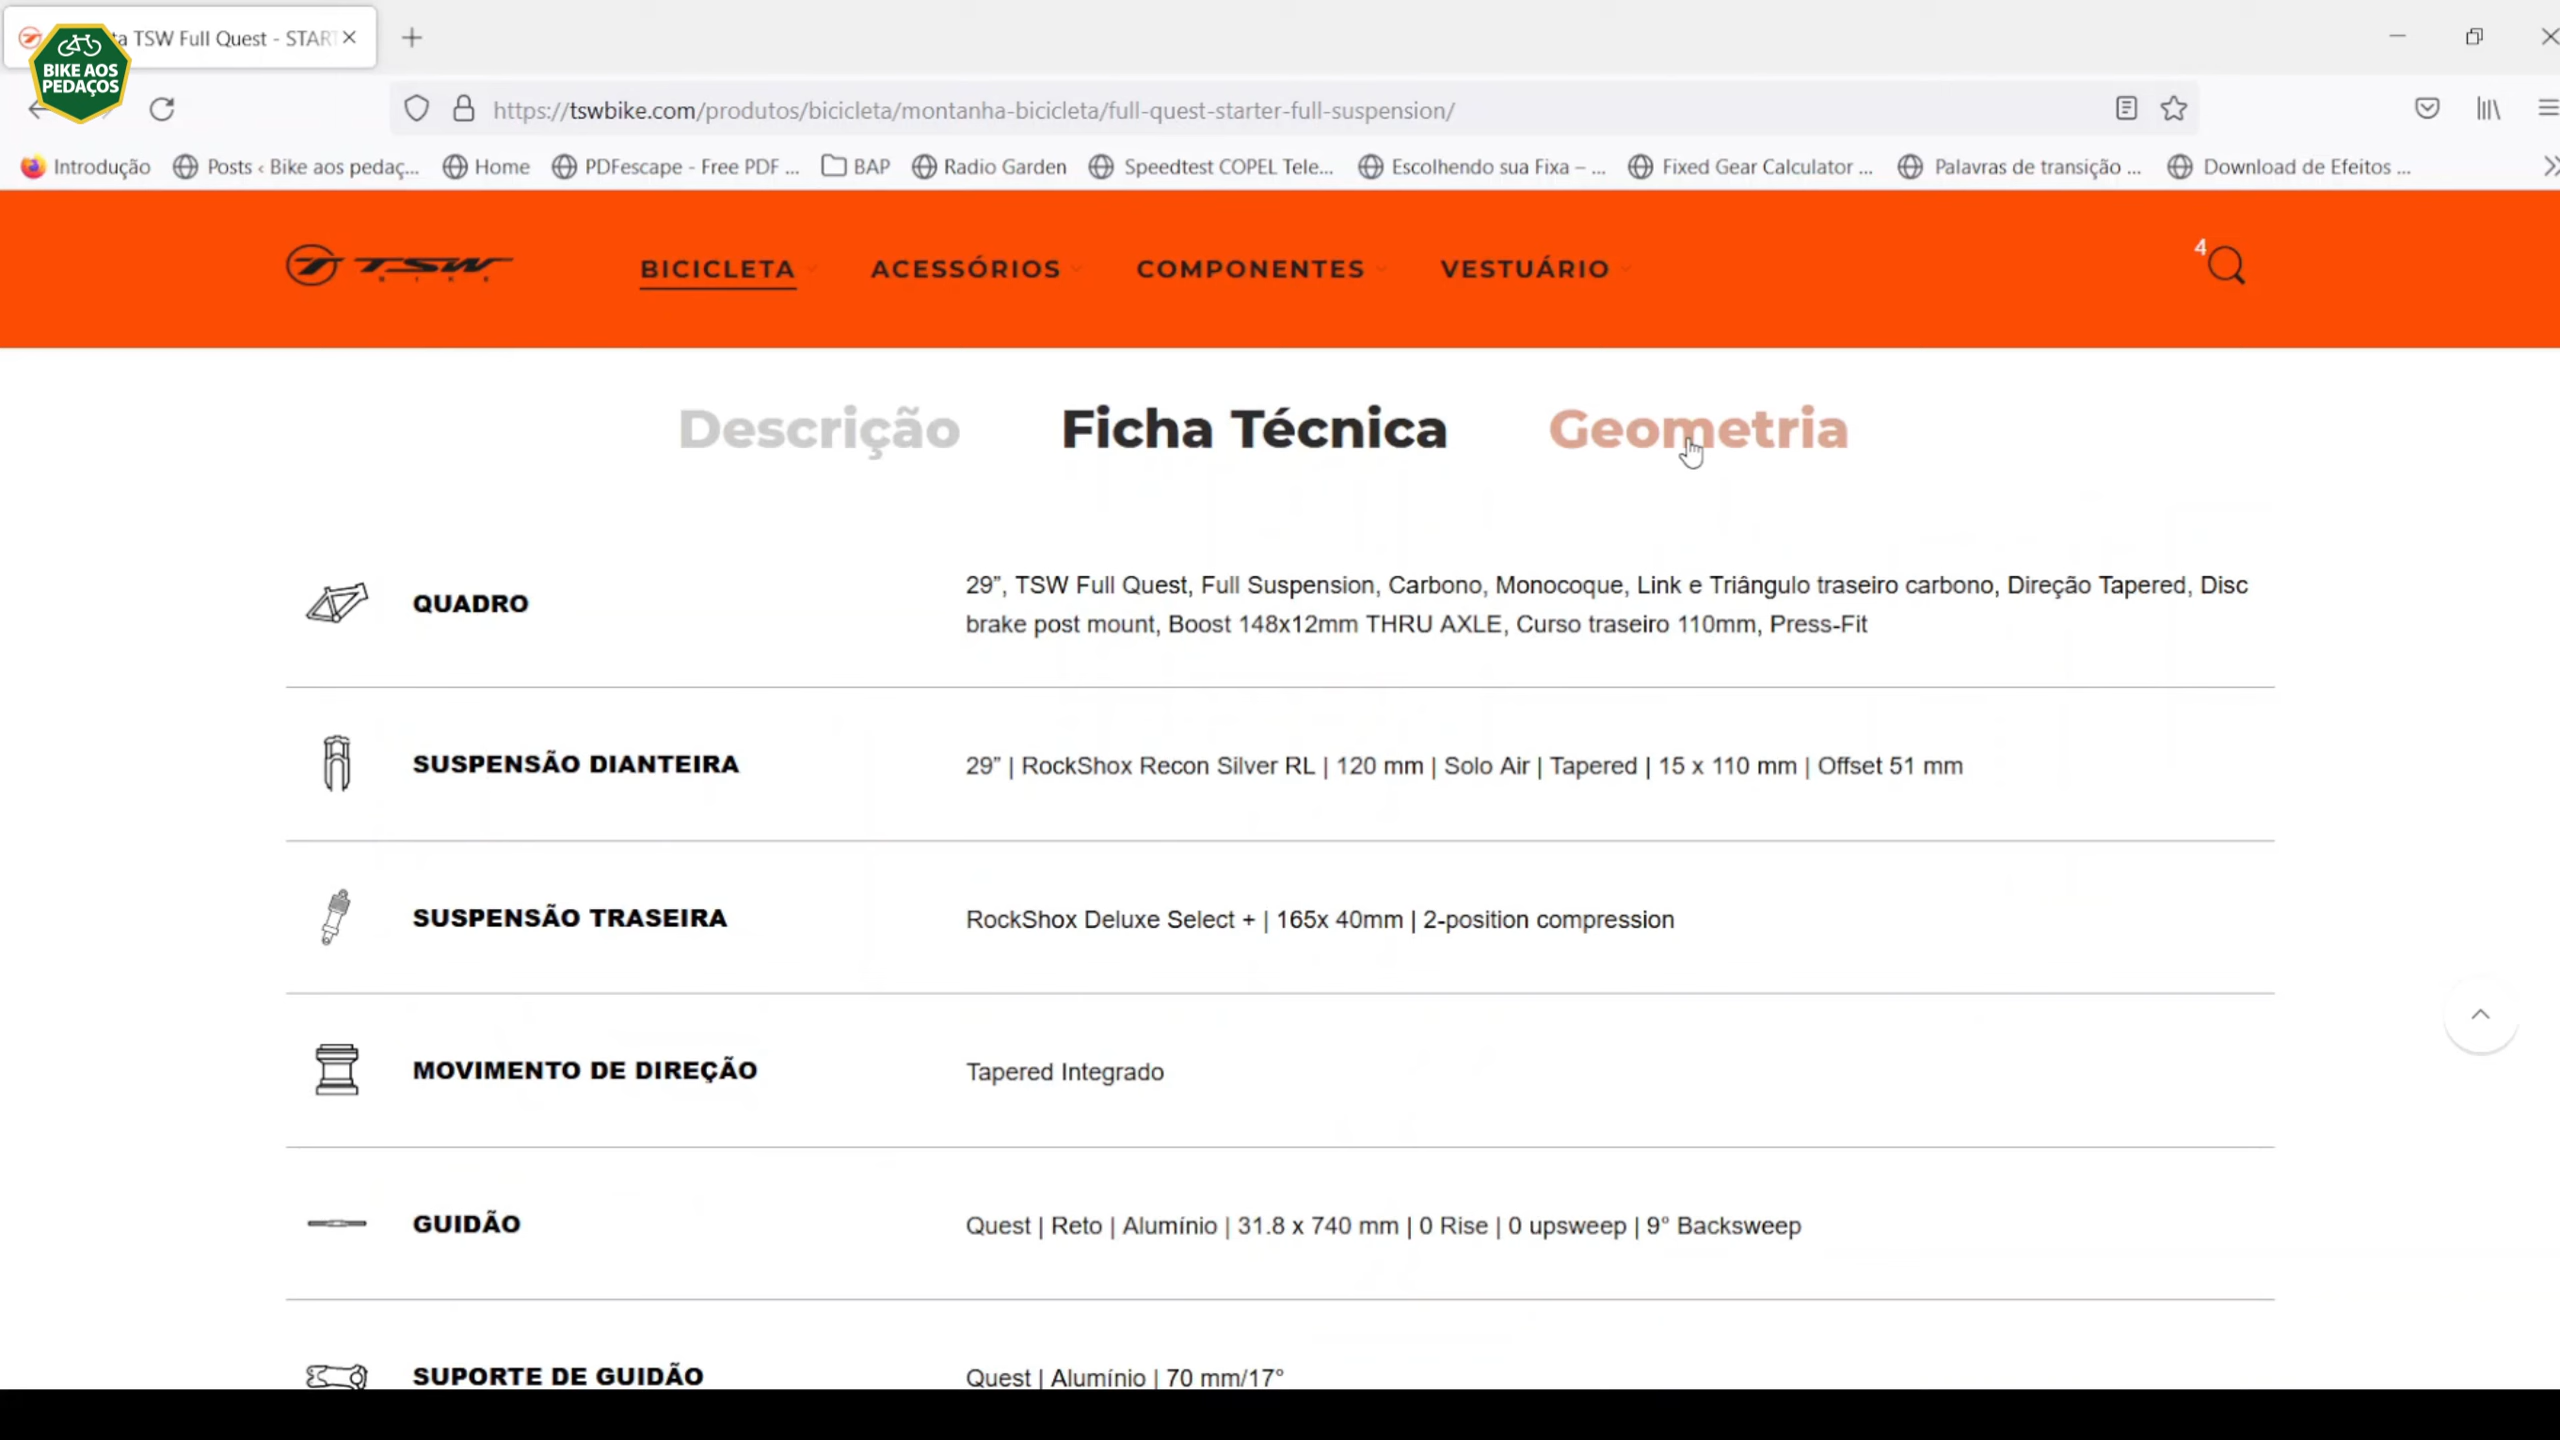 TSW Full Quest - STAR
BIKE AOS
PEDAÇOS
https://tswbike.com/produtos/bicicleta/montanha-bicicleta/full-quest-starter-full-suspension/
Introdução Posts ‹ Bike aos pedaç... Home PDFescape - Free PDF ... BAP Radio Garden Speedtest COPEL Tele... Escolhendo sua Fixa – ... Fixed Gear Calculator ... Palavras de transição ... Download de Efeitos ...
TSW BICICLETA ACESSÓRIOS COMPONENTES VESTUÁRIO 4
BIKE
Descrição Ficha Técnica Geometria
QUADRO
29”, TSW Full Quest, Full Suspension, Carbono, Monocoque, Link e Triângulo traseiro carbono, Direção Tapered, Disc
brake post mount, Boost 148x12mm THRU AXLE, Curso traseiro 110mm, Press-Fit
SUSPENSÃO DIANTEIRA 29” | RockShox Recon Silver RL | 120 mm | Solo Air | Tapered | 15 x 110 mm | Offset 51 mm
SUSPENSÃO TRASEIRA RockShox Deluxe Select + | 165x 40mm | 2-position compression
MOVIMENTO DE DIREÇÃO Tapered Integrado
GUIDÃO Quest | Reto | Alumínio | 31.8 x 740 mm | 0 Rise | 0 upsweep | 9° Backsweep
SUPORTE DE GUIDÃO Quest | Alumínio | 70 mm/17°